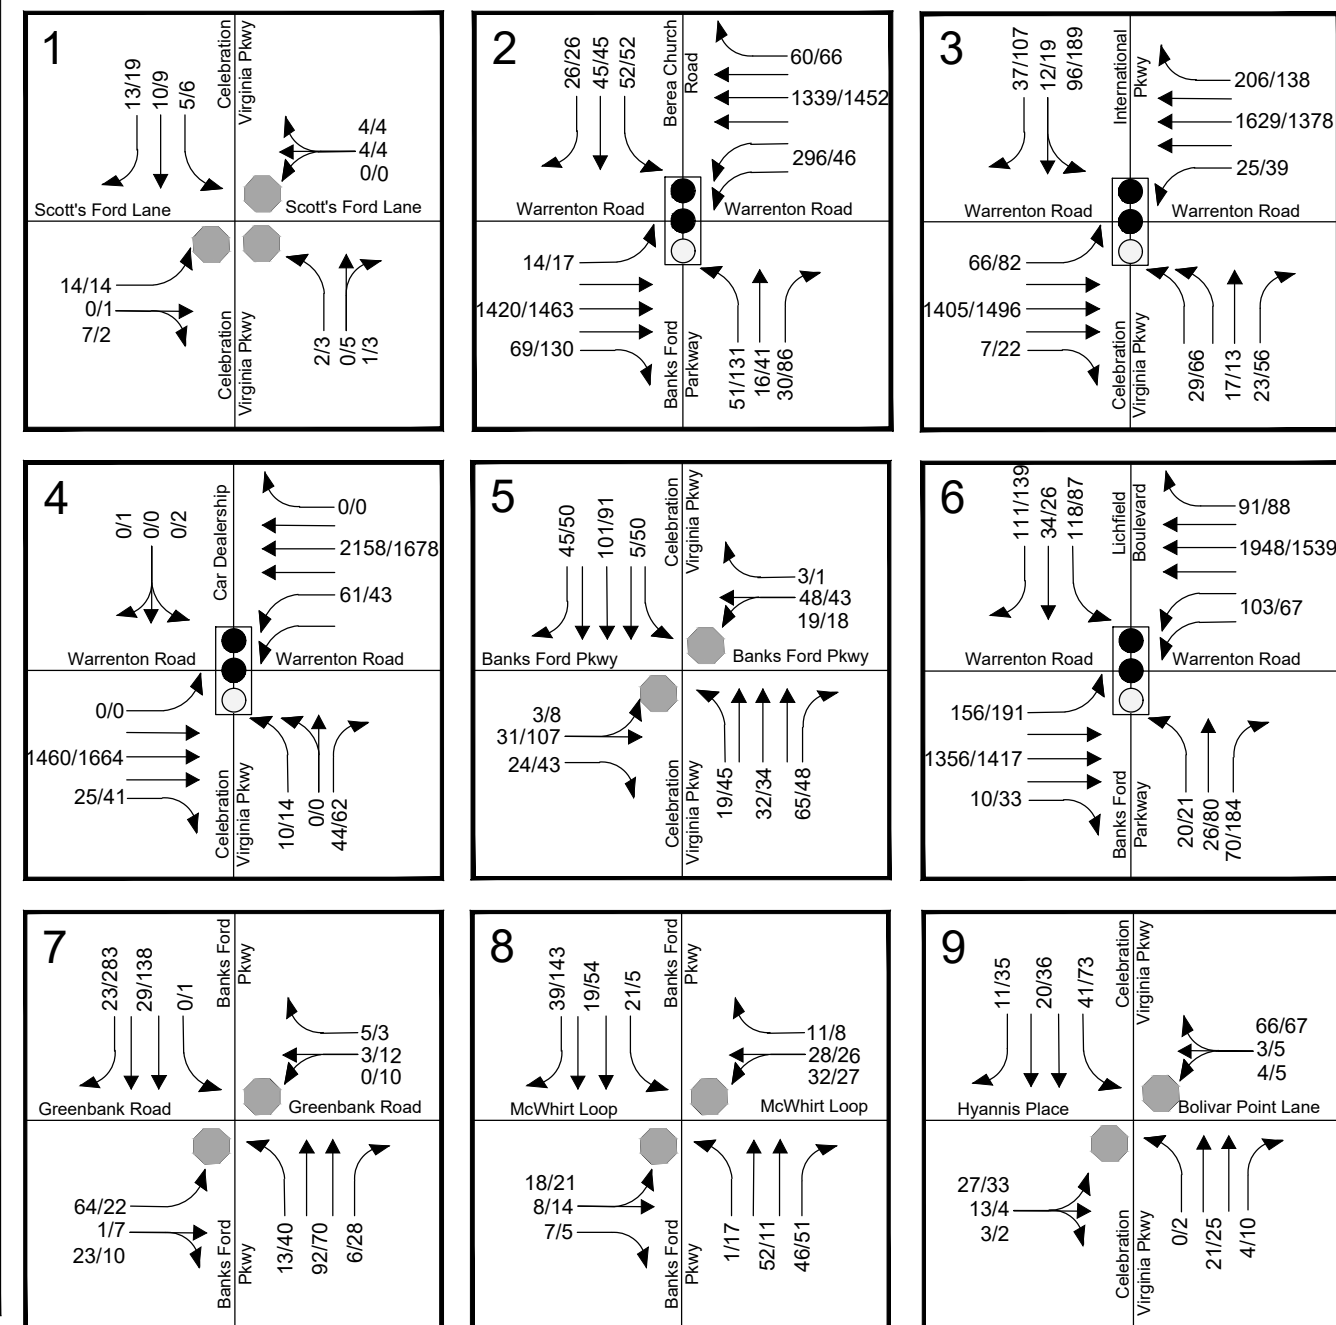 1
13/19
10/9
5/6
Celebration
Virginia Pkwy
4/4
4/4
0/0
Scott's Ford Lane
Scott's Ford Lane
14/14
0/1
7/2
Celebration
Virginia Pkwy
2/3
0/5
1/3
2
26/26
45/45
52/52
Berea Church
Road
60/66
1339/1452
296/46
Warrenton Road
Warrenton Road
14/17
1420/1463
69/130
Banks Ford
Parkway
51/131
16/41
30/86
3
37/107
12/19
96/189
International
Pkwy
206/138
1629/1378
25/39
Warrenton Road
Warrenton Road
66/82
1405/1496
7/22
Celebration
Virginia Pkwy
29/66
17/13
23/56
4
0/1
0/0
0/2
Car Dealership
0/0
2158/1678
61/43
Warrenton Road
Warrenton Road
0/0
1460/1664
25/41
Celebration
Virginia Pkwy
10/14
0/0
44/62
5
45/50
101/91
5/50
Celebration
Virginia Pkwy
3/1
48/43
19/18
Banks Ford Pkwy
Banks Ford Pkwy
3/8
31/107
24/43
Celebration
Virginia Pkwy
19/45
32/34
65/48
6
111/139
34/26
118/87
Lichfield
Boulevard
91/88
1948/1539
103/67
Warrenton Road
Warrenton Road
156/191
1356/1417
10/33
Banks Ford
Parkway
20/21
26/80
70/184
7
23/283
29/138
0/1
Banks Ford
Pkwy
5/3
3/12
0/10
Greenbank Road
Greenbank Road
64/22
1/7
23/10
Banks Ford
Pkwy
13/40
92/70
6/28
8
39/143
19/54
21/5
Banks Ford
Pkwy
11/8
28/26
32/27
McWhirt Loop
McWhirt Loop
18/21
8/14
7/5
Banks Ford
Pkwy
1/17
52/11
46/51
9
11/35
20/36
41/73
Celebration
Virginia Pkwy
66/67
3/5
4/5
Hyannis Place
Bolivar Point Lane
27/33
13/4
3/2
Celebration
Virginia Pkwy
0/2
21/25
4/10